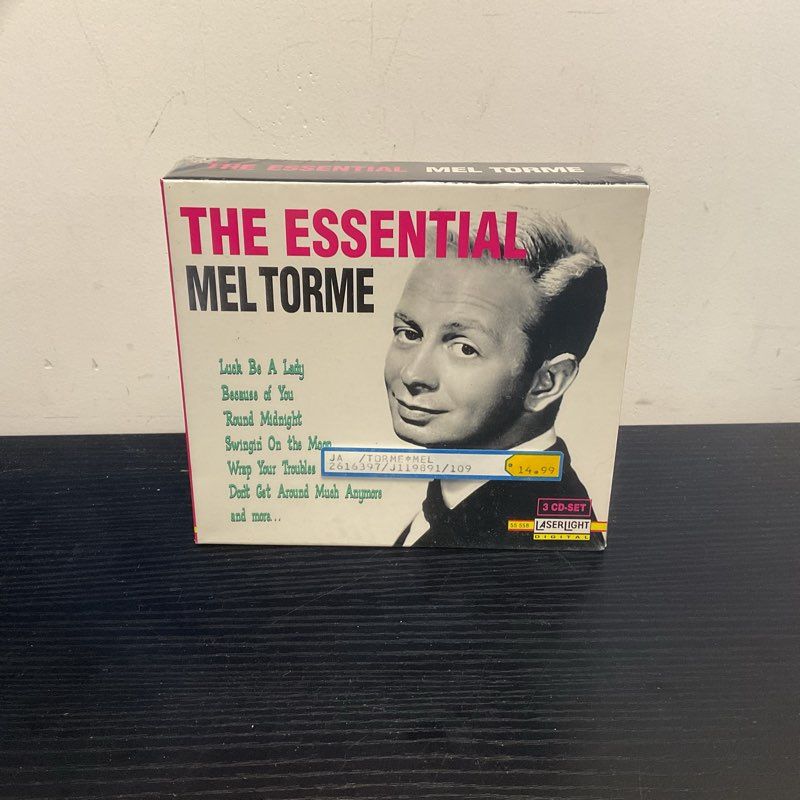 THE ESSENTIAL MEL TORME
THE ESSENTIAL
MEL TORME
Luck Be A Lady
Because of You
'Round Midnight
Swingin' On the Moon
Wrap Your Troubles
Don't Get Around Much Anymore
and more...
JA /TORME*MEL
2616397/J119891/109
14.99
3 CD-SET
55 558
LASERLIGHT
DIGITAL